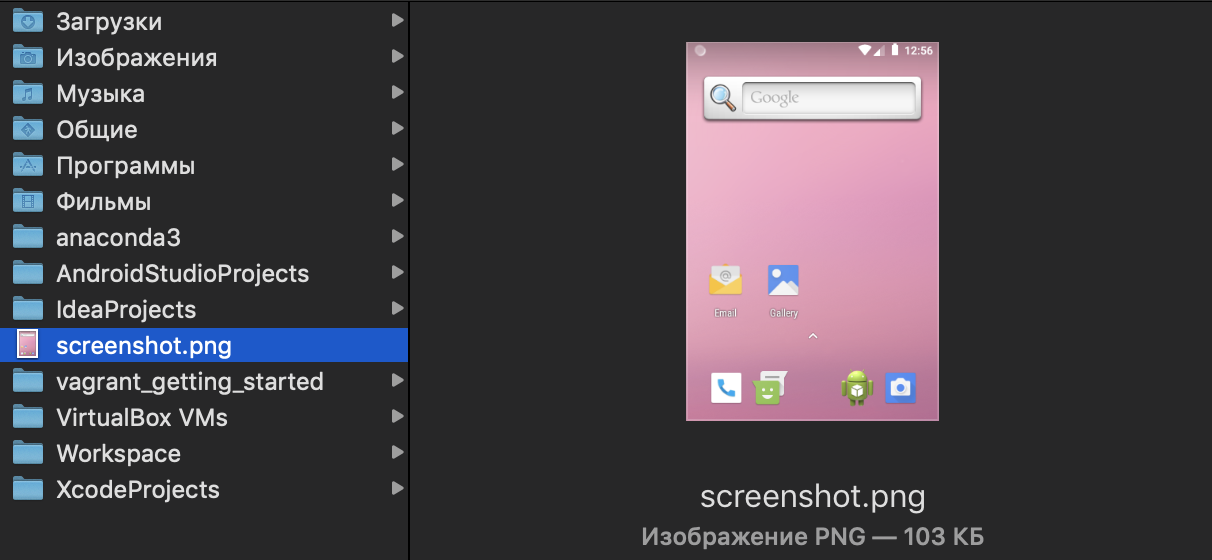 Загрузки
Изображения
Музыка
Общие
Программы
Фильмы
anaconda3
AndroidStudioProjects
IdeaProjects
screenshot.png
vagrant_getting_started
VirtualBox VMs
Workspace
XcodeProjects
12:56
Google
Email Gallery
screenshot.png
Изображение PNG — 103 КБ